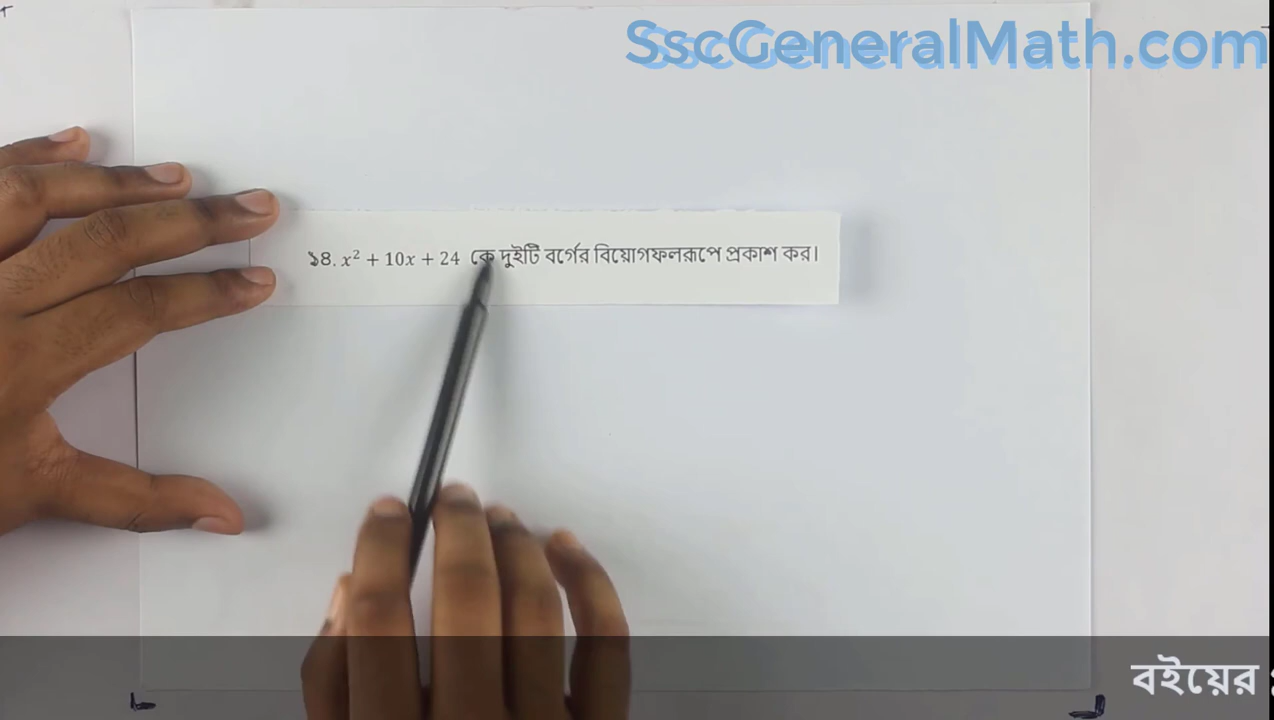 SscGeneralMath.com
১৪. x² + 10x + 24 কে দুইটি বর্গের বিয়োগফলরূপে প্রকাশ কর।
বইয়ের